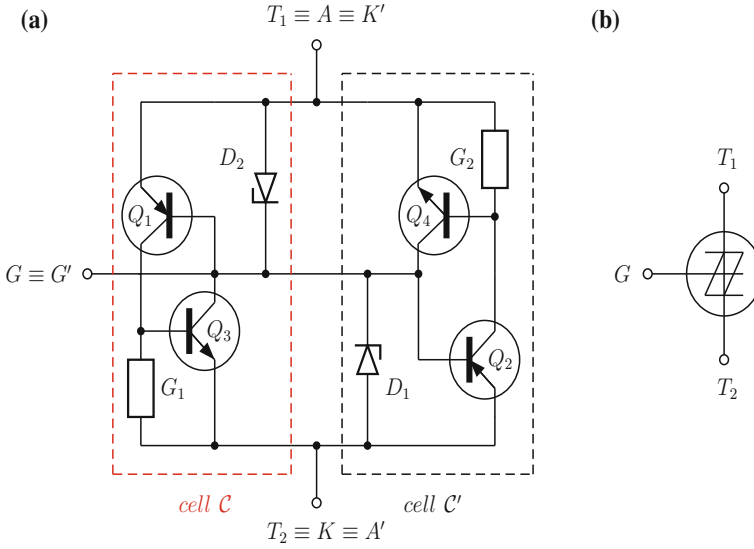 (a)
T₁ ≡ A ≡ K′
(b)
D₂
G₂
Q₁
Q₄
T₁
G ≡ G′
G
Q₃
Q₂
G₁
D₁
T₂
cell C
cell C′
T₂ ≡ K ≡ A′